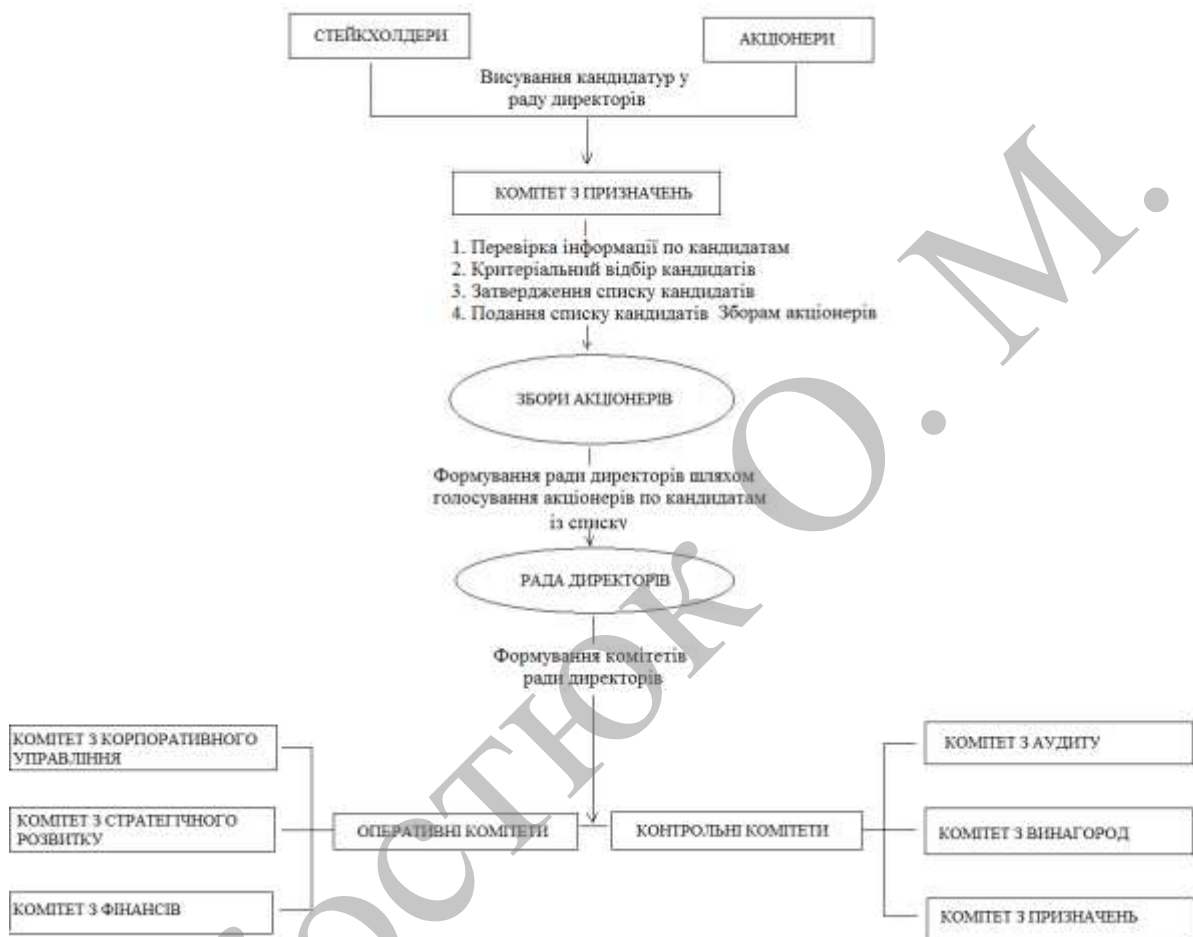 СТЕЙКХОЛДЕРИ
АКЦІОНЕРИ
Висування кандидатур у
раду директорів
КОМІТЕТ З ПРИЗНАЧЕНЬ
1. Перевірка інформації по кандидатам
2. Критеріальний відбір кандидатів
3. Затвердження списку кандидатів
4. Подання списку кандидатів Зборам акціонерів
ЗБОРИ АКЦІОНЕРІВ
Формування ради директорів шляхом
голосування акціонерів по кандидатам
із списку
РАДА ДИРЕКТОРІВ
Формування комітетів
ради директорів
КОМІТЕТ З КОРПОРАТИВНОГО
УПРАВЛІННЯ
КОМІТЕТ З СТРАТЕГІЧНОГО
РОЗВИТКУ
КОМІТЕТ З ФІНАНСІВ
ОПЕРАТИВНІ КОМІТЕТИ
КОНТРОЛЬНІ КОМІТЕТИ
КОМІТЕТ З АУДИТУ
КОМІТЕТ З ВИНАГОРОД
КОМІТЕТ З ПРИЗНАЧЕНЬ
ОСТЮК О. М.